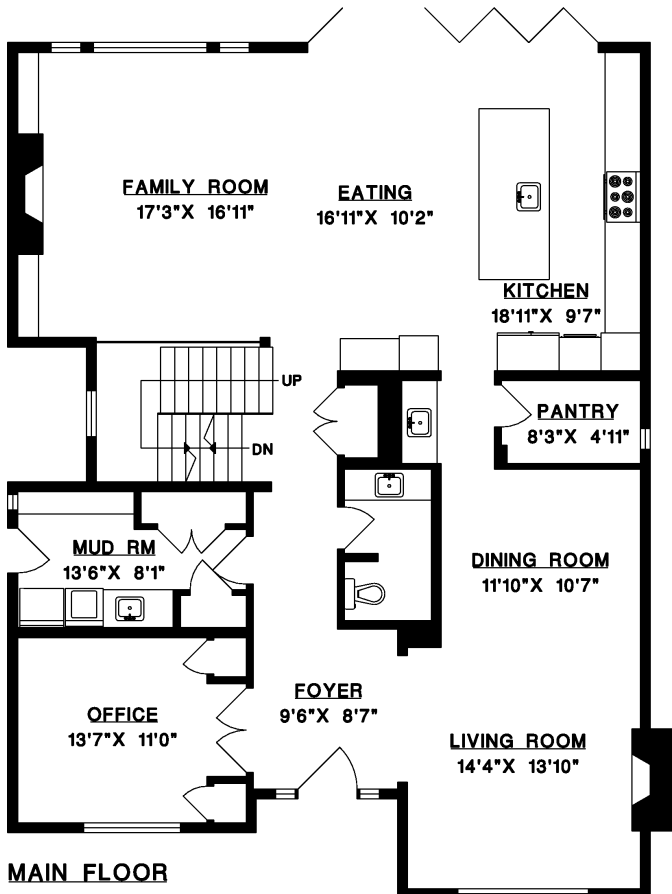 FAMILY ROOM
17'3"X 16'11"
EATING
16'11"X 10'2"
KITCHEN
18'11"X 9'7"
UP
DN
PANTRY
8'3"X 4'11"
MUD RM
13'6"X 8'1"
DINING ROOM
11'10"X 10'7"
OFFICE
13'7"X 11'0"
FOYER
9'6"X 8'7"
LIVING ROOM
14'4"X 13'10"
MAIN FLOOR